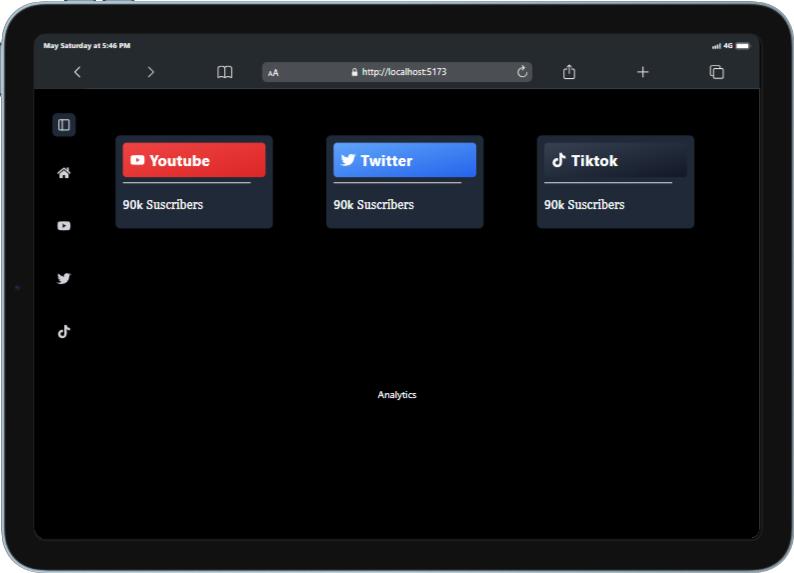 May Saturday at 5:46 PM
4G
AA
http://localhost:5173
Youtube
Twitter
Tiktok
90k Suscribers
90k Suscribers
90k Suscribers
Analytics